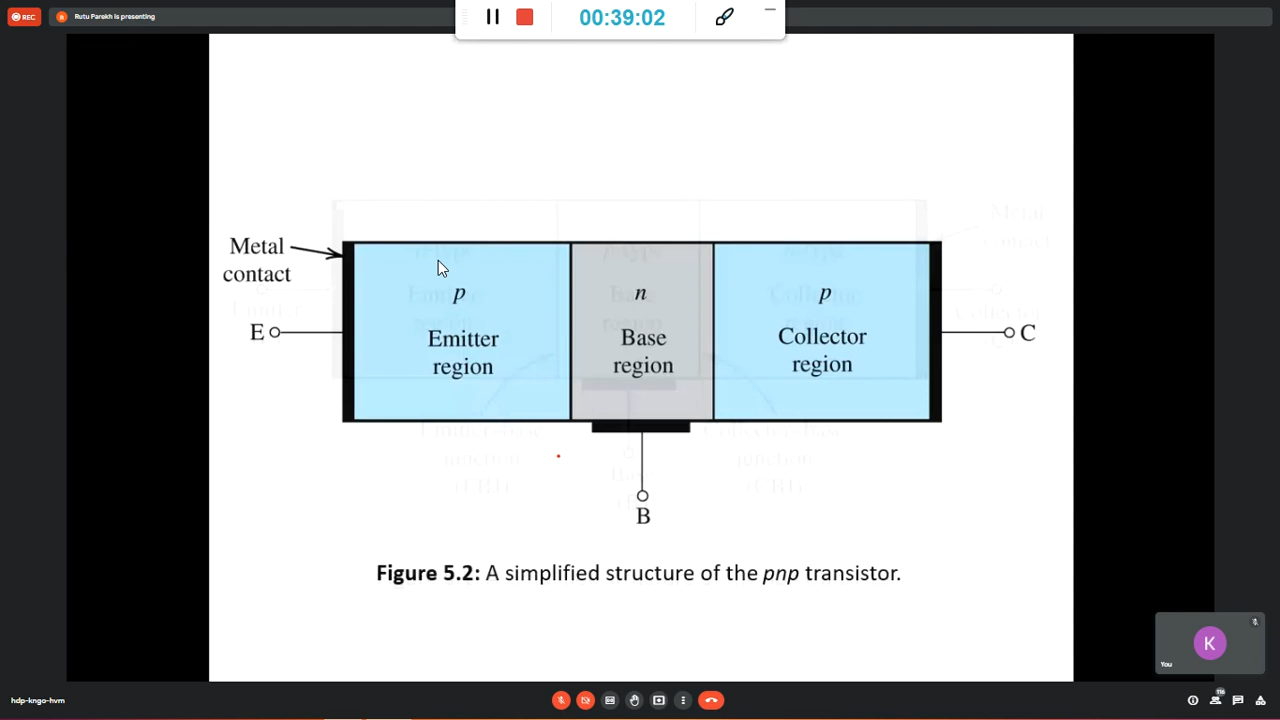 REC
R
Rutu Parekh is presenting
00:39:02
Metal
contact
p
n
p
E
Emitter
region
Base
region
Collector
region
C
B
Figure 5.2: A simplified structure of the pnp transistor.
K
You
hdp-kngo-hvm
116